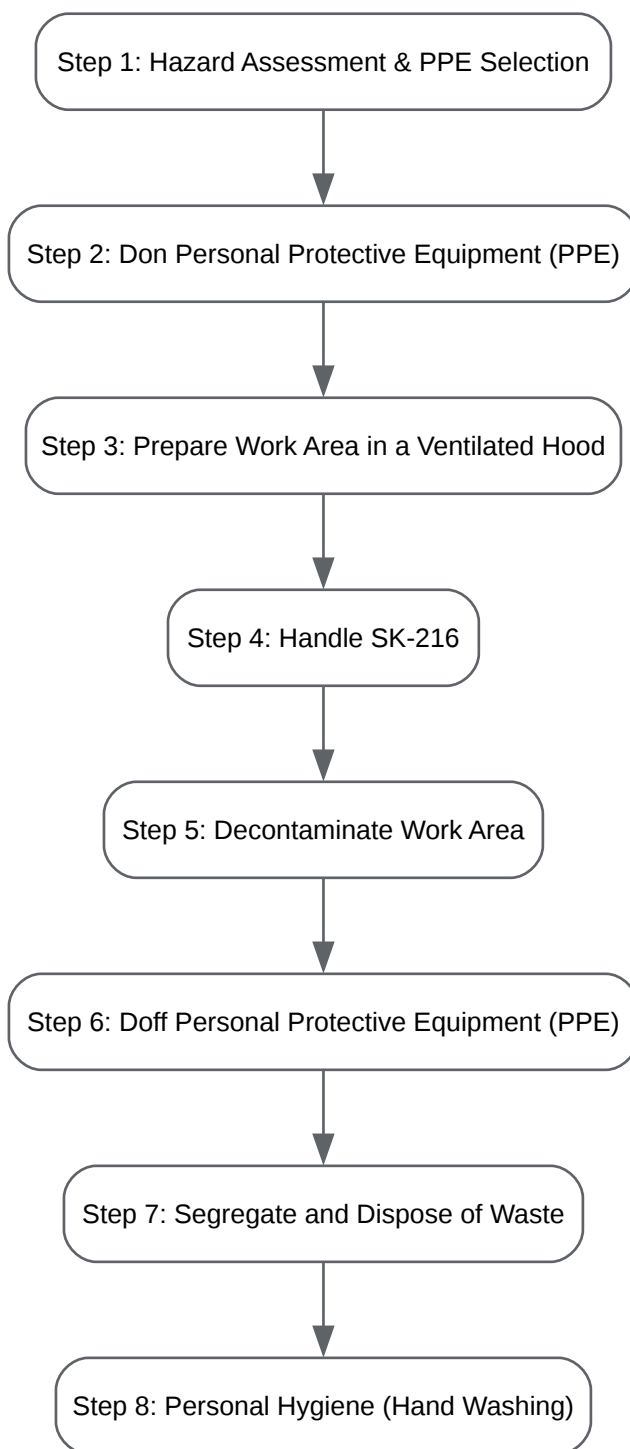 Step 1: Hazard Assessment & PPE Selection
Step 2: Don Personal Protective Equipment (PPE)
Step 3: Prepare Work Area in a Ventilated Hood
Step 4: Handle SK-216
Step 5: Decontaminate Work Area
Step 6: Doff Personal Protective Equipment (PPE)
Step 7: Segregate and Dispose of Waste
Step 8: Personal Hygiene (Hand Washing)